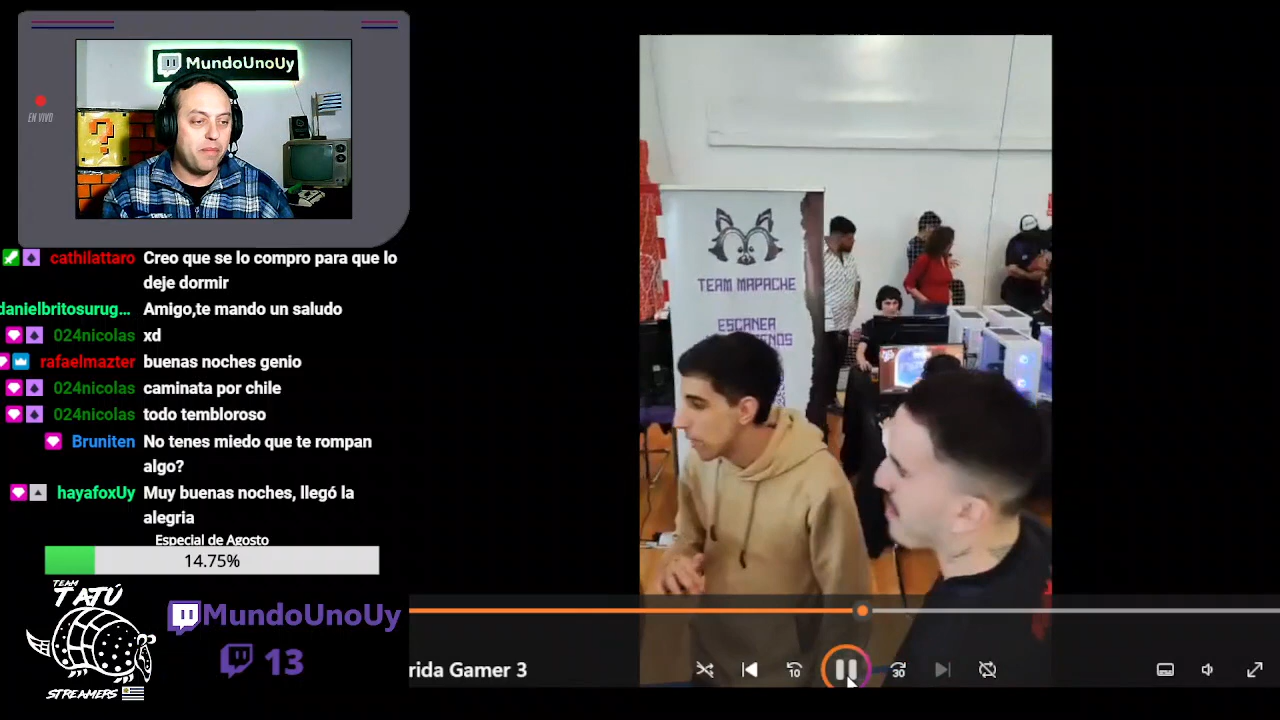 MundoUnoUy
EN VIVO
cathilattaro Creo que se lo compro para que lo
deje dormir
danielbritosurug... Amigo,te mando un saludo
024nicolas xd
rafaelmazter buenas noches genio
024nicolas caminata por chile
024nicolas todo tembloroso
Bruniten No tenes miedo que te rompan
algo?
hayafoxUy Muy buenas noches, llegó la
alegria
Especial de Agosto
14.75%
TEAM
TATÚ
STREAMERS
MundoUnoUy
13
TEAM MAPACHE
ESCANEA
rida Gamer 3
10
30